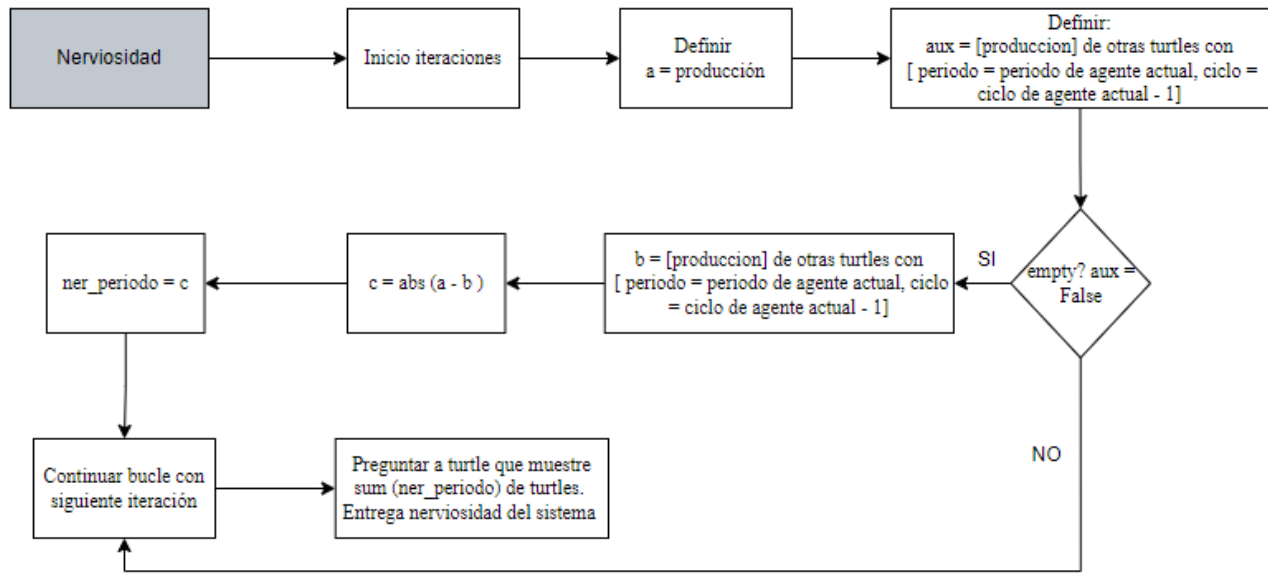 Nerviosidad
Inicio iteraciones
Definir
a = producción
Definir:
aux = [produccion] de otras turtles con
[ periodo = periodo de agente actual, ciclo =
ciclo de agente actual - 1]
empty? aux =
False
SI
b = [produccion] de otras turtles con
[ periodo = periodo de agente actual, ciclo
= ciclo de agente actual - 1]
c = abs (a - b )
ner_periodo = c
NO
Continuar bucle con
siguiente iteración
Preguntar a turtle que muestre
sum (ner_periodo) de turtles.
Entrega nerviosidad del sistema